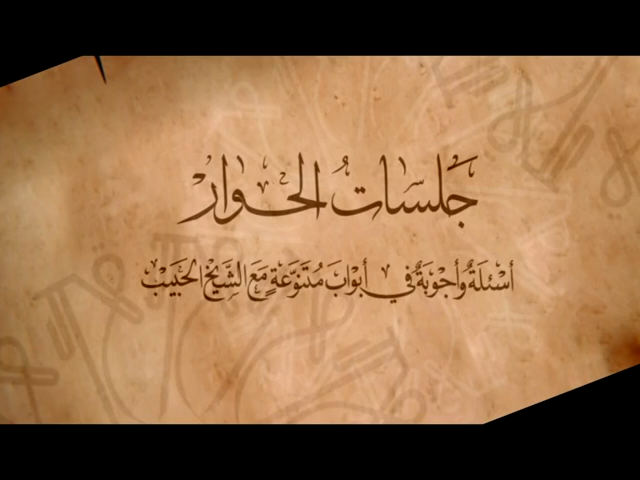 جلسات الحوار
أسئلة وأجوبة في أبواب متنوعة مع الشيخ الحبيب